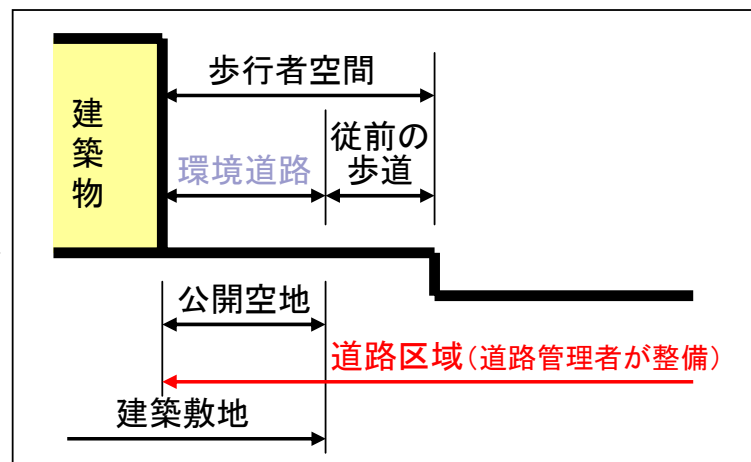 歩行者空間
建築物
従前の
歩道
環境道路
公開空地
道路区域(道路管理者が整備)
建築敷地